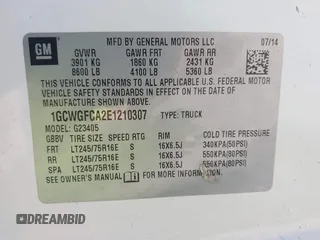 GM
MFD BY GENERAL MOTORS LLC 07/14
GVWR GAWR FRT GAWR RR
3901 KG 1860 KG 2431 KG
8600 LB 4100 LB 5360 LB
THIS VEHICLE CONFORMS TO ALL APPLICABLE U.S. FEDERAL MOTOR
VEHICLE SAFETY STANDARDS IN EFFECT ON THE DATE OF
MANUFACTURE SHOWN ABOVE.
1GCWGFCA2E1210307 TYPE: TRUCK
MODEL: G23405
GBBV TIRE SIZE SPEED RTG RIM COLD TIRE PRESSURE
FRT LT245/75R16E S 16X6.5J 340KPA(50PSI)
RR LT245/75R16E S 16X6.5J 550KPA(80PSI)
SPA LT245/75R16E S 16X6.5J 550KPA(80PSI)
SEE OWNER'S MANUAL
DREAMBID